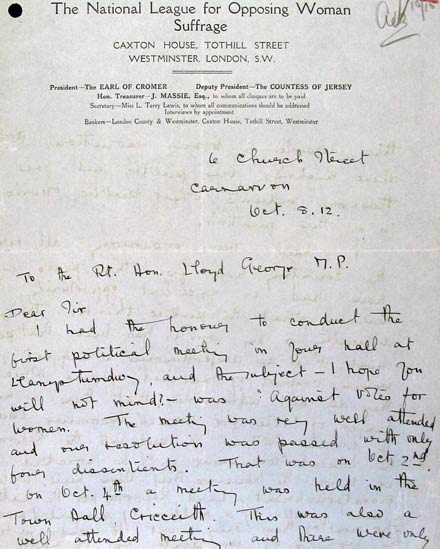 The National League for Opposing Woman
Suffrage
CAXTON HOUSE, TOTHILL STREET
WESTMINSTER, LONDON, S.W.
President—The EARL OF CROMER Deputy President—The COUNTESS OF JERSEY
Hon. Treasurer—J. MASSIE, Esq., to whom all cheques are to be paid
Secretary—Miss L. Terry Lewis, to whom all communications should be addressed
Interviews by appointment
Bankers—London County & Westminster, Caxton House, Tothill Street, Westminster
6 Church Street
Carnarvon
Oct. 8. 12.
To the Rt. Hon. Lloyd George M.P.
Dear Sir
I had the honour to conduct the
first political meeting in your hall at
Llanystumdwy, and the subject – I hope you
will not mind? – was "Against Votes for
Women. The meeting was very well attended
and our resolution was passed with only
four dissentients. That was on Oct. 2nd.
on Oct. 4th a meeting was held in the
Town Hall Criccieth. This was also a
well attended meeting, and there were only